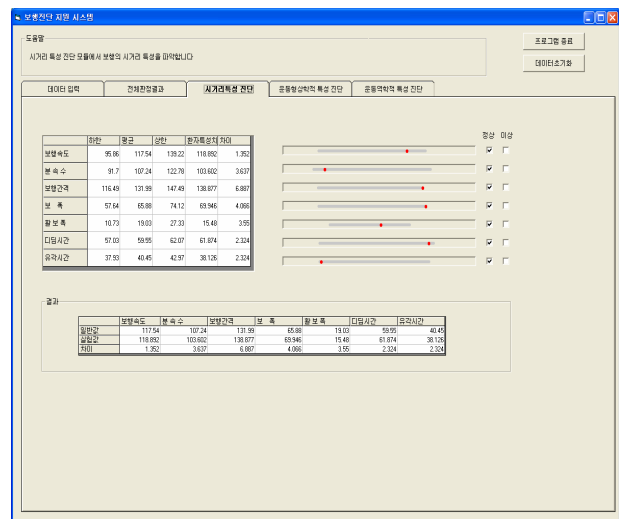 보행진단 지원 시스템
도움말
시거리 특성 진단 모듈에서 보행의 시거리 특성을 파악합니다
프로그램 종료
데이터초기화
데이터 입력 전체판정결과 시거리특성 진단 운동형상학적 특성 진단 운동역학적 특성 진단
정상 이상
하한 평균 상한 환자특성치 차이
보행속도 95.86 117.54 139.22 118.892 1.352
분 속 수 91.7 107.24 122.78 103.602 3.637
보행간격 116.49 131.99 147.49 138.877 6.887
보 폭 57.64 65.88 74.12 69.946 4.066
활 보 폭 10.73 19.03 27.33 15.48 3.55
디딤시간 57.03 59.55 62.07 61.874 2.324
유각시간 37.93 40.45 42.97 38.126 2.324
결과
보행속도 분 속 수 보행간격 보 폭 활 보 폭 디딤시간 유각시간
일반값 117.54 107.24 131.99 65.88 19.03 59.55 40.45
실험값 118.892 103.602 138.877 69.946 15.48 61.874 38.126
차이 1.352 3.637 6.887 4.066 3.55 2.324 2.324